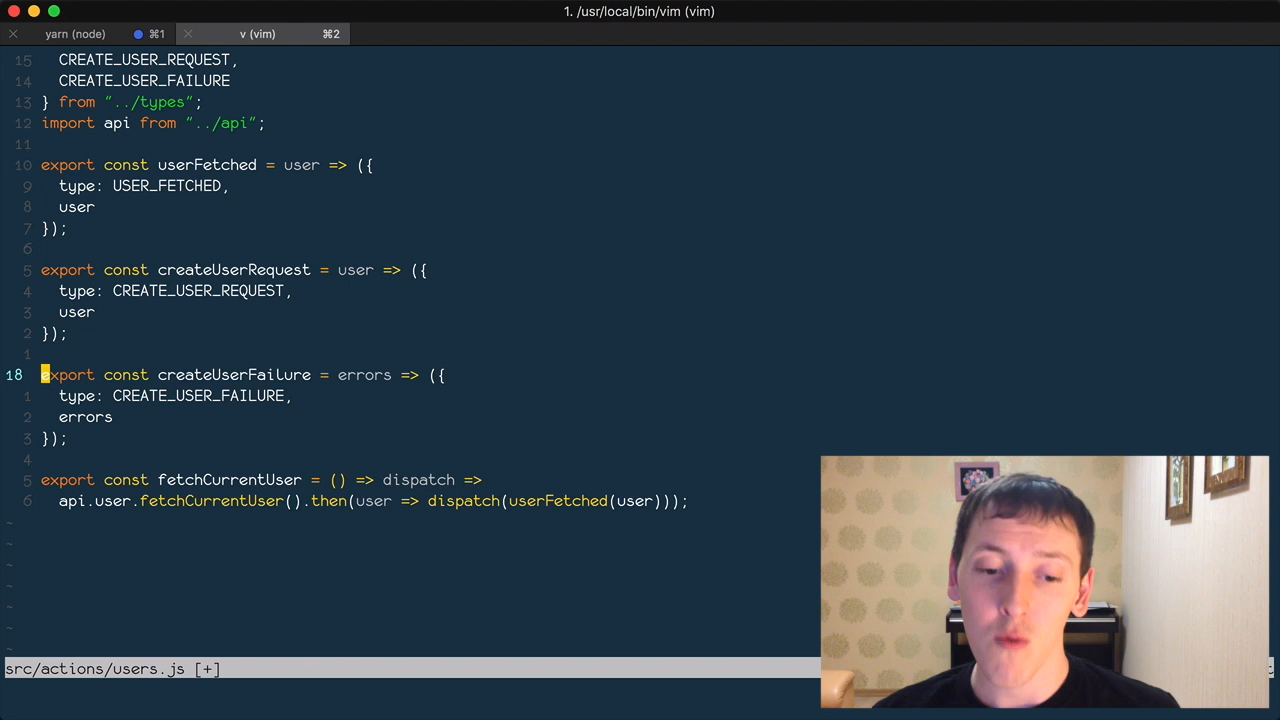 1. /usr/local/bin/vim (vim)
yarn (node) ⌘1 v (vim) ⌘2
15 CREATE_USER_REQUEST,
14 CREATE_USER_FAILURE
13 } from "../types";
12 import api from "../api";
11
10 export const userFetched = user => ({
9 type: USER_FETCHED,
8 user
7 });
6
5 export const createUserRequest = user => ({
4 type: CREATE_USER_REQUEST,
3 user
2 });
1
18 export const createUserFailure = errors => ({
1 type: CREATE_USER_FAILURE,
2 errors
3 });
4
5 export const fetchCurrentUser = () => dispatch =>
6 api.user.fetchCurrentUser().then(user => dispatch(userFetched(user)));
~
~
~
~
~
~
~
src/actions/users.js [+]